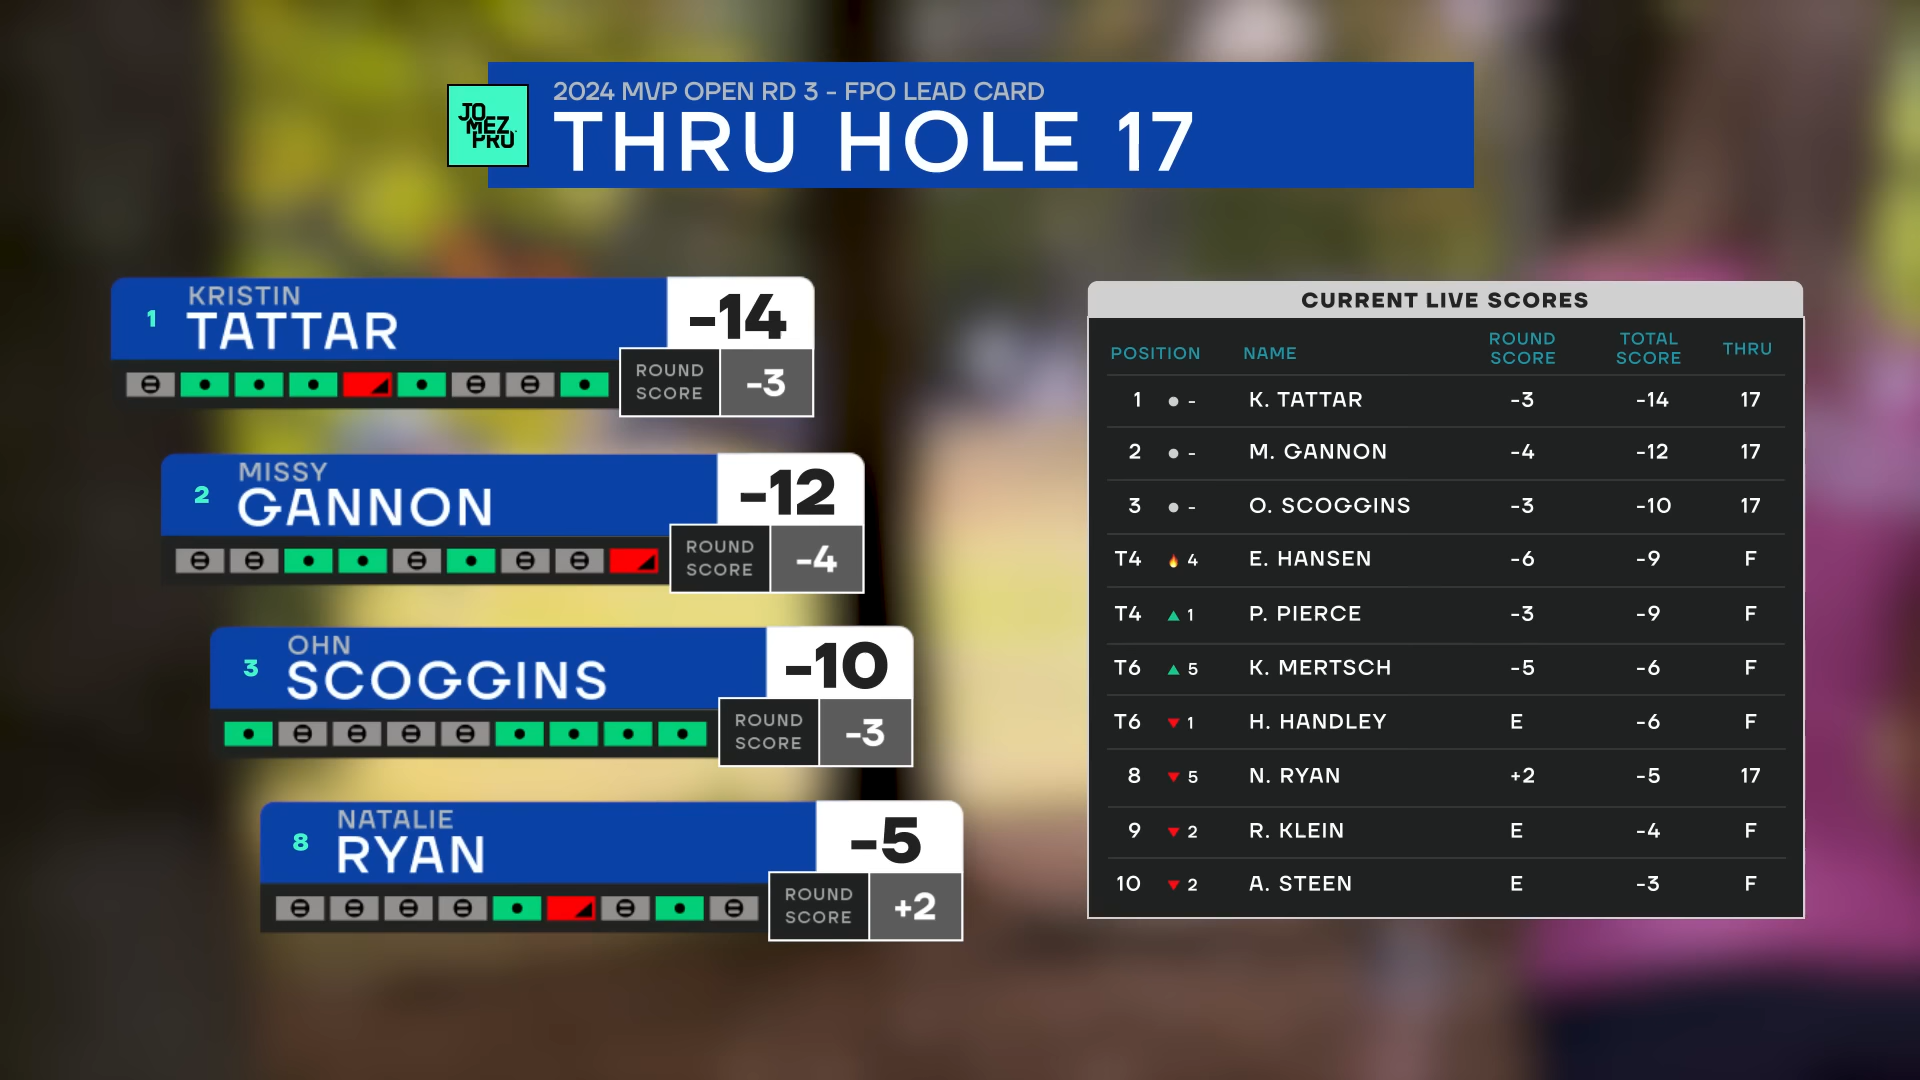 JOMEZPRO
2024 MVP OPEN RD 3 - FPO LEAD CARD
THRU HOLE 17
1 KRISTIN TATTAR -14
ROUND SCORE -3
2 MISSY GANNON -12
ROUND SCORE -4
3 OHN SCOGGINS -10
ROUND SCORE -3
8 NATALIE RYAN -5
ROUND SCORE +2
CURRENT LIVE SCORES
POSITION NAME ROUND SCORE TOTAL SCORE THRU
1 - K. TATTAR -3 -14 17
2 - M. GANNON -4 -12 17
3 - O. SCOGGINS -3 -10 17
T4 4 E. HANSEN -6 -9 F
T4 1 P. PIERCE -3 -9 F
T6 5 K. MERTSCH -5 -6 F
T6 1 H. HANDLEY E -6 F
8 5 N. RYAN +2 -5 17
9 2 R. KLEIN E -4 F
10 2 A. STEEN E -3 F